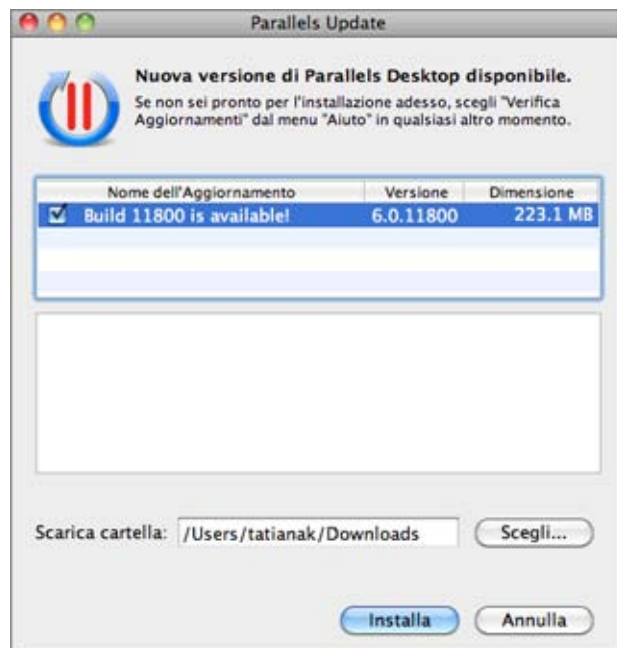 Parallels Update
Nuova versione di Parallels Desktop disponibile.
Se non sei pronto per l'installazione adesso, scegli "Verifica
Aggiornamenti" dal menu "Aiuto" in qualsiasi altro momento.
Nome dell'Aggiornamento Versione Dimensione
Build 11800 is available! 6.0.11800 223.1 MB
Scarica cartella: /Users/tatianak/Downloads Scegli...
Installa Annulla